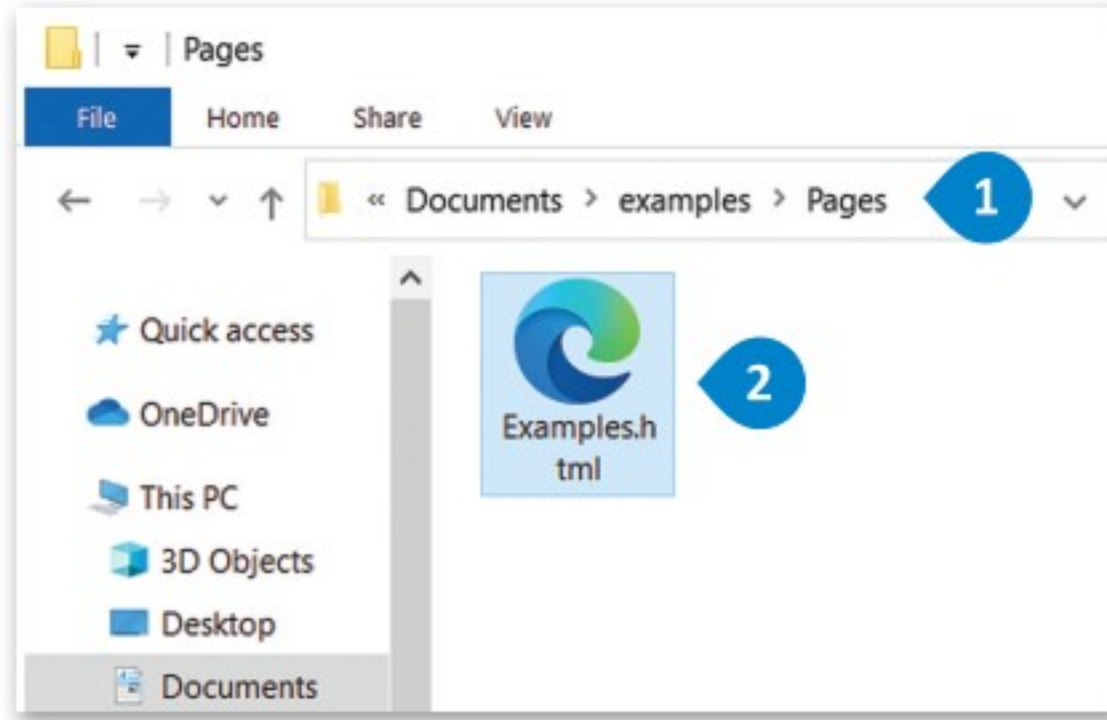 Pages
File Home Share View
« Documents > examples > Pages 1
Quick access
OneDrive
This PC
3D Objects
Desktop
Documents
Examples.h
tml
2